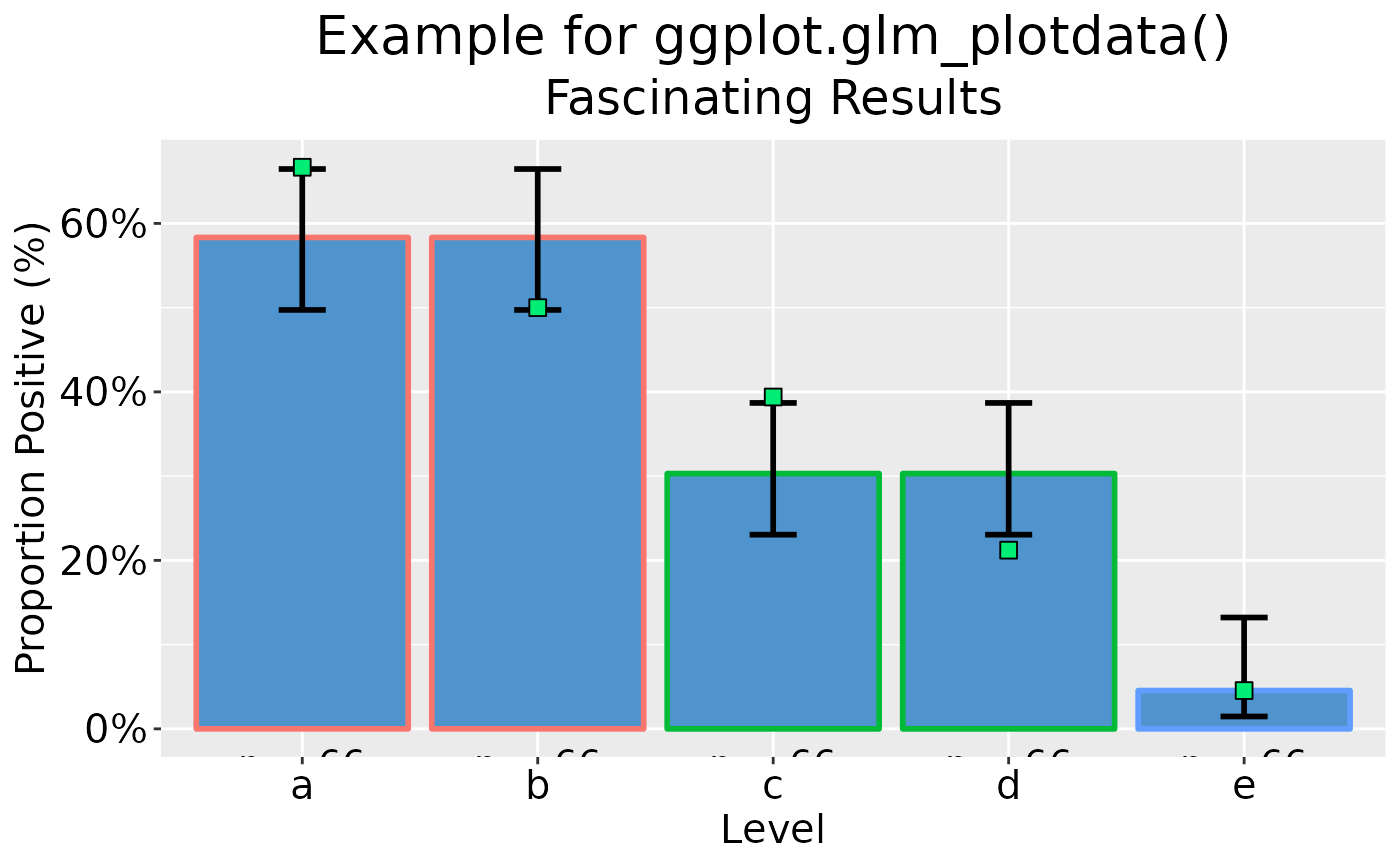 Example for ggplot.glm_plotdata()
Fascinating Results
Proportion Positive (%)
60%
40%
20%
0%
a b c d e
Level